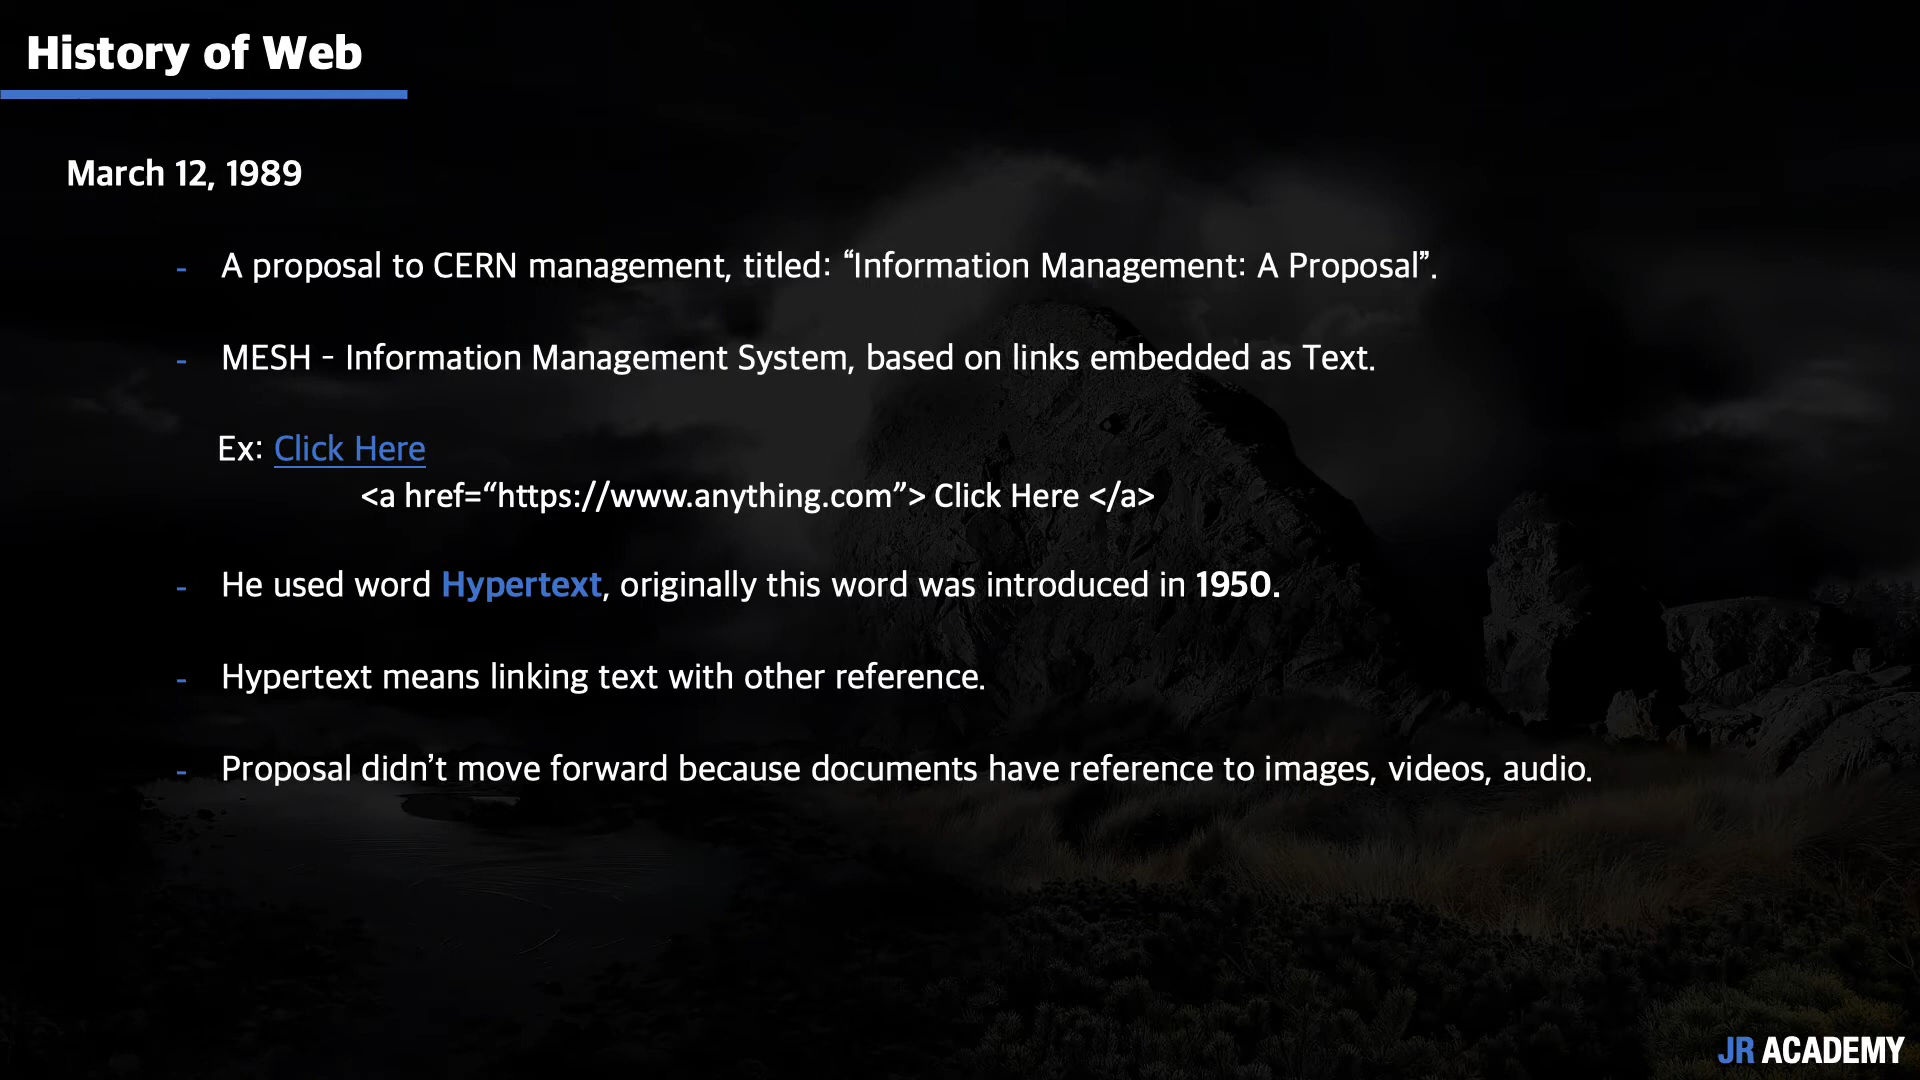 History of Web
March 12, 1989
- A proposal to CERN management, titled: “Information Management: A Proposal”.
- MESH - Information Management System, based on links embedded as Text.
Ex: Click Here
<a href=“https://www.anything.com”> Click Here </a>
- He used word Hypertext, originally this word was introduced in 1950.
- Hypertext means linking text with other reference.
- Proposal didn’t move forward because documents have reference to images, videos, audio.
JR ACADEMY